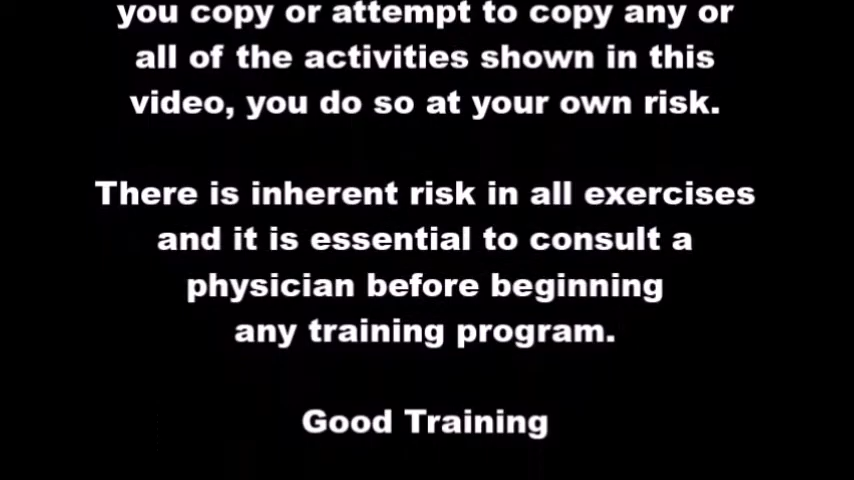 you copy or attempt to copy any or
all of the activities shown in this
video, you do so at your own risk.
There is inherent risk in all exercises
and it is essential to consult a
physician before beginning
any training program.
Good Training